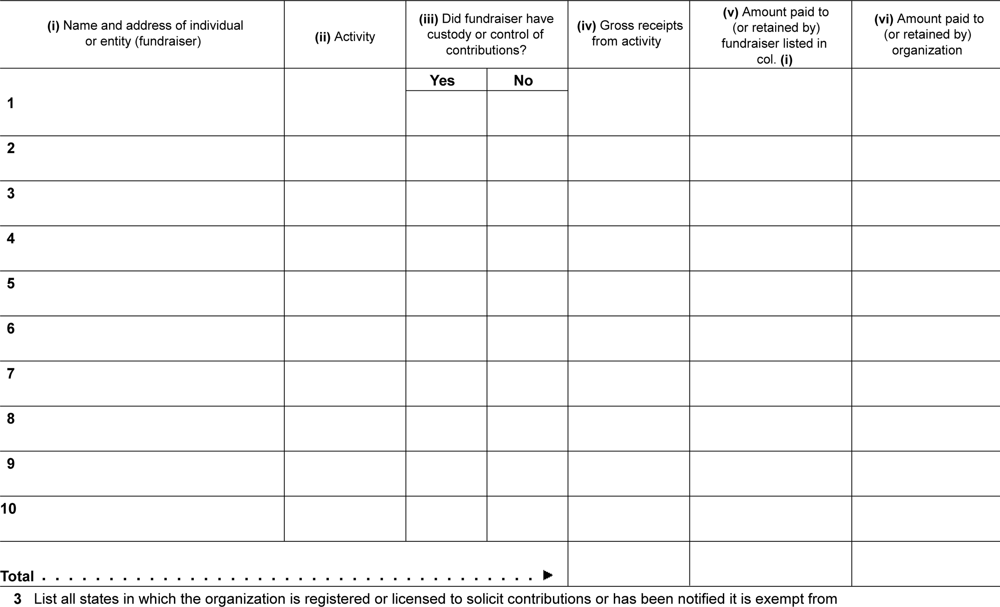 (i) Name and address of individual
or entity (fundraiser)
(ii) Activity
(iii) Did fundraiser have
custody or control of
contributions?
(iv) Gross receipts
from activity
(v) Amount paid to
(or retained by)
fundraiser listed in
col. (i)
(vi) Amount paid to
(or retained by)
organization
Yes No
1
2
3
4
5
6
7
8
9
10
Total . . . . . . . . . . . . . . . . . . . . . . . . . . . . . . . . . . . . . ▶
3 List all states in which the organization is registered or licensed to solicit contributions or has been notified it is exempt from